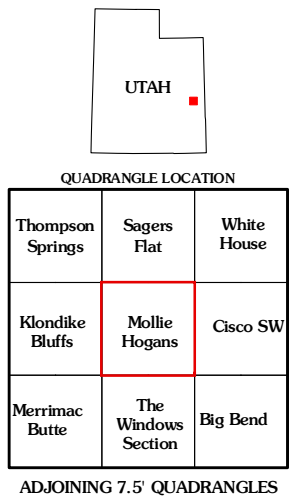 UTAH
QUADRANGLE LOCATION
Thompson
Springs
Sagers
Flat
White
House
Klondike
Bluffs
Mollie
Hogans
Cisco SW
Merrimac
Butte
The
Windows
Section
Big Bend
ADJOINING 7.5' QUADRANGLES